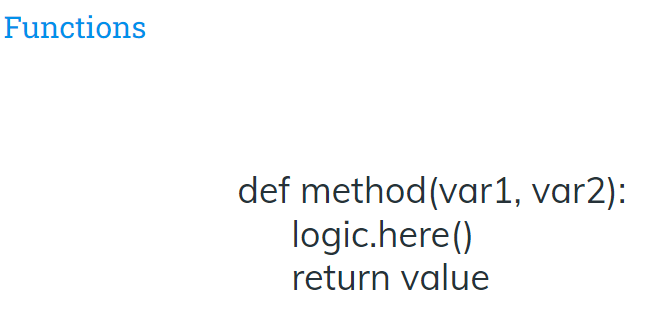 Functions
def method(var1, var2):
logic.here()
return value